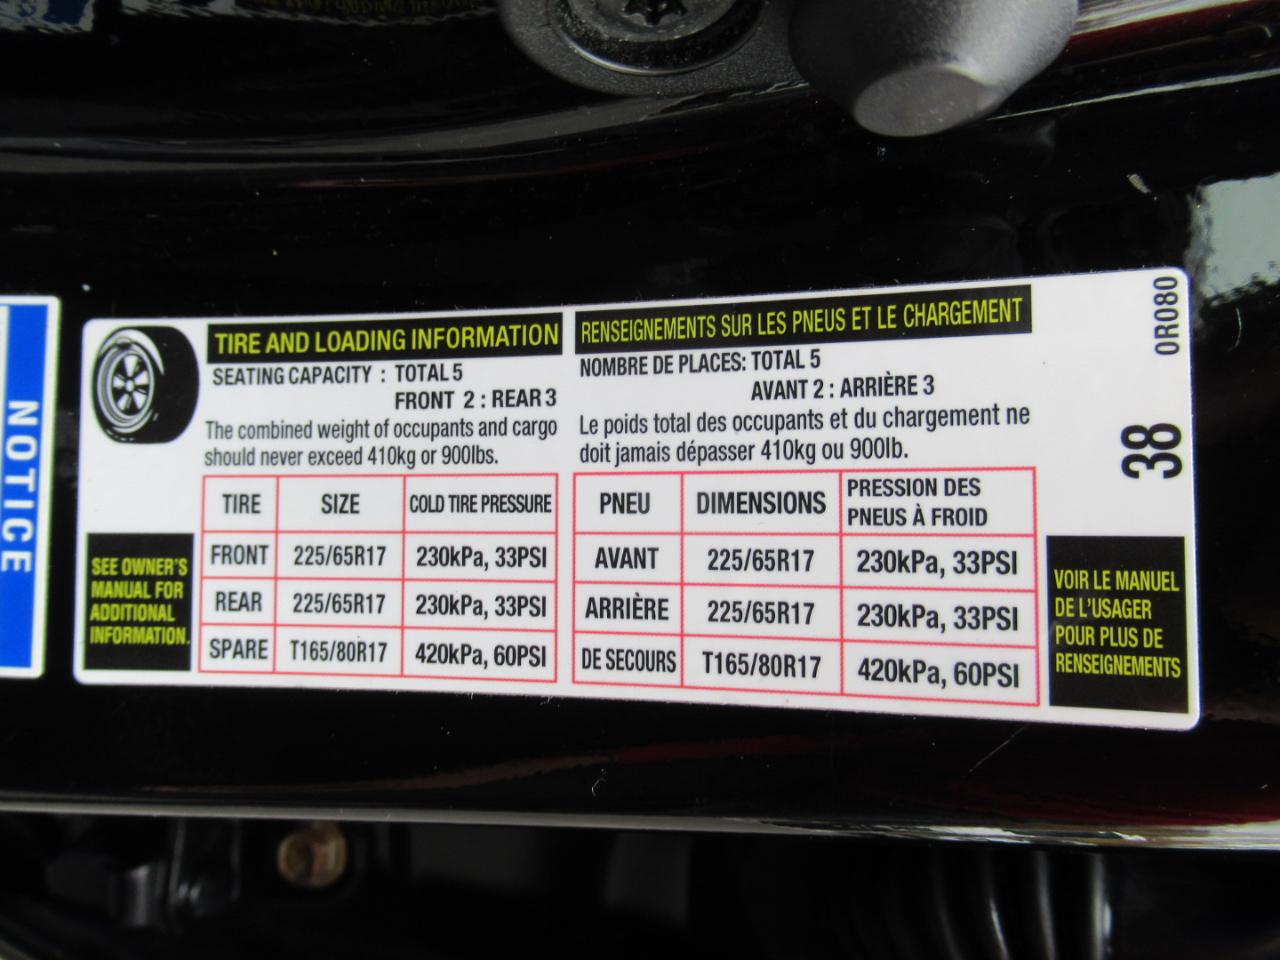 NOTICE
TIRE AND LOADING INFORMATION
SEATING CAPACITY : TOTAL 5
FRONT 2 : REAR 3
The combined weight of occupants and cargo
should never exceed 410kg or 900lbs.
TIRE SIZE COLD TIRE PRESSURE
FRONT 225/65R17 230kPa, 33PSI
REAR 225/65R17 230kPa, 33PSI
SPARE T165/80R17 420kPa, 60PSI
SEE OWNER'S
MANUAL FOR
ADDITIONAL
INFORMATION.
RENSEIGNEMENTS SUR LES PNEUS ET LE CHARGEMENT
NOMBRE DE PLACES: TOTAL 5
AVANT 2 : ARRIÈRE 3
Le poids total des occupants et du chargement ne
doit jamais dépasser 410kg ou 900lb.
PNEU DIMENSIONS PRESSION DES
PNEUS À FROID
AVANT 225/65R17 230kPa, 33PSI
ARRIÈRE 225/65R17 230kPa, 33PSI
DE SECOURS T165/80R17 420kPa, 60PSI
VOIR LE MANUEL
DE L'USAGER
POUR PLUS DE
RENSEIGNEMENTS
38
0R080